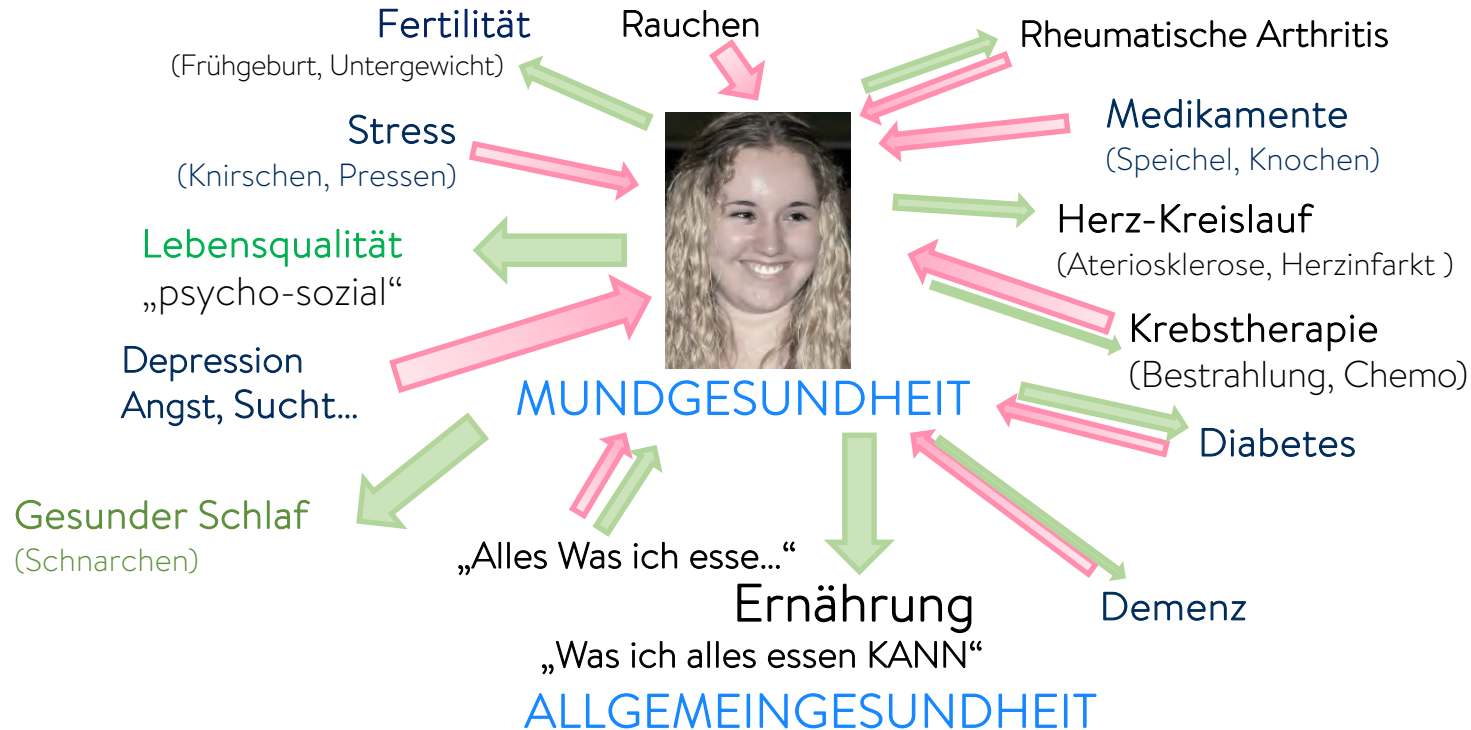 Fertilität
(Frühgeburt, Untergewicht)
Rauchen
Rheumatische Arthritis
Stress
(Knirschen, Pressen)
Medikamente
(Speichel, Knochen)
Lebensqualität
„psycho-sozial“
Herz-Kreislauf
(Ateriosklerose, Herzinfarkt )
Depression
Angst, Sucht...
Krebstherapie
(Bestrahlung, Chemo)
MUNDGESUNDHEIT
Diabetes
Gesunder Schlaf
(Schnarchen)
„Alles Was ich esse...“
Ernährung
„Was ich alles essen KANN“
Demenz
ALLGEMEINGESUNDHEIT